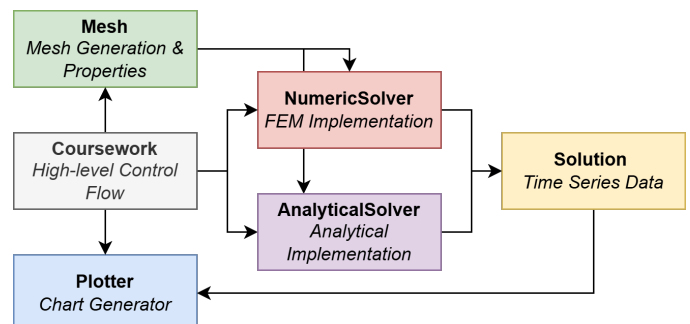 Mesh
Mesh Generation &
Properties
NumericSolver
FEM Implementation
Coursework
High-level Control
Flow
Solution
Time Series Data
AnalyticalSolver
Analytical
Implementation
Plotter
Chart Generator